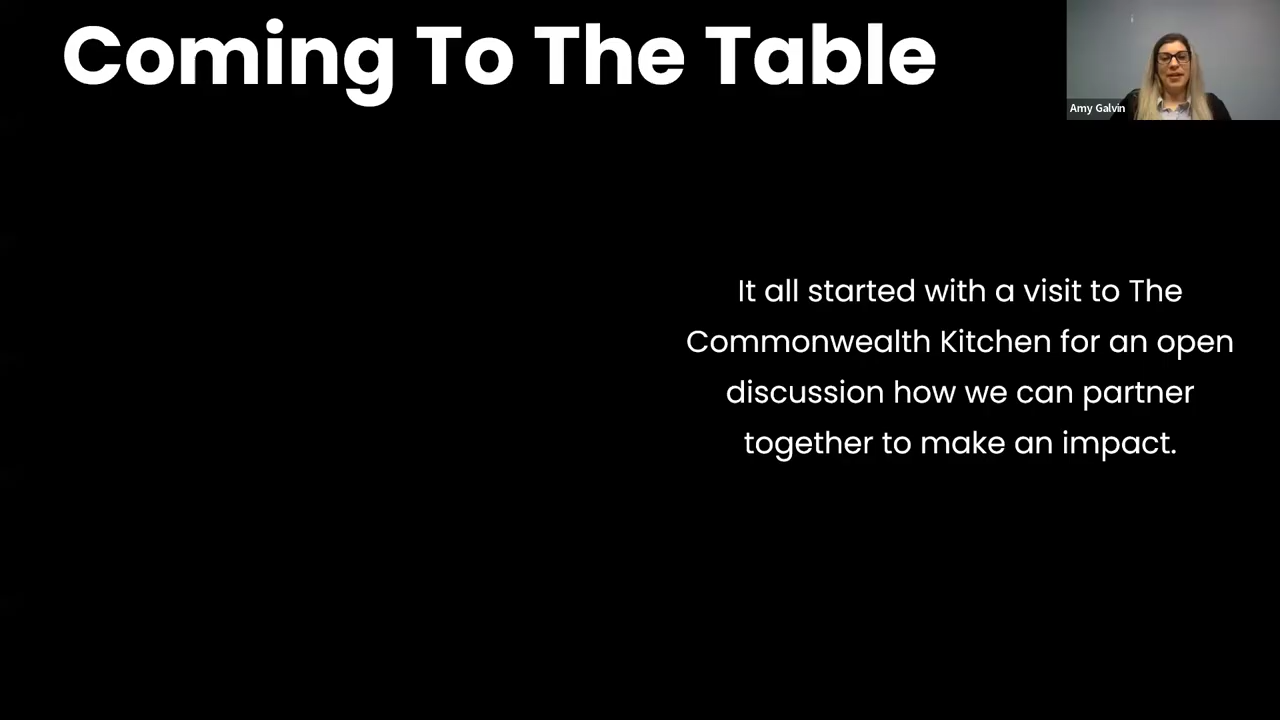 Coming To The Table
Amy Galvin
It all started with a visit to The
Commonwealth Kitchen for an open
discussion how we can partner
together to make an impact.